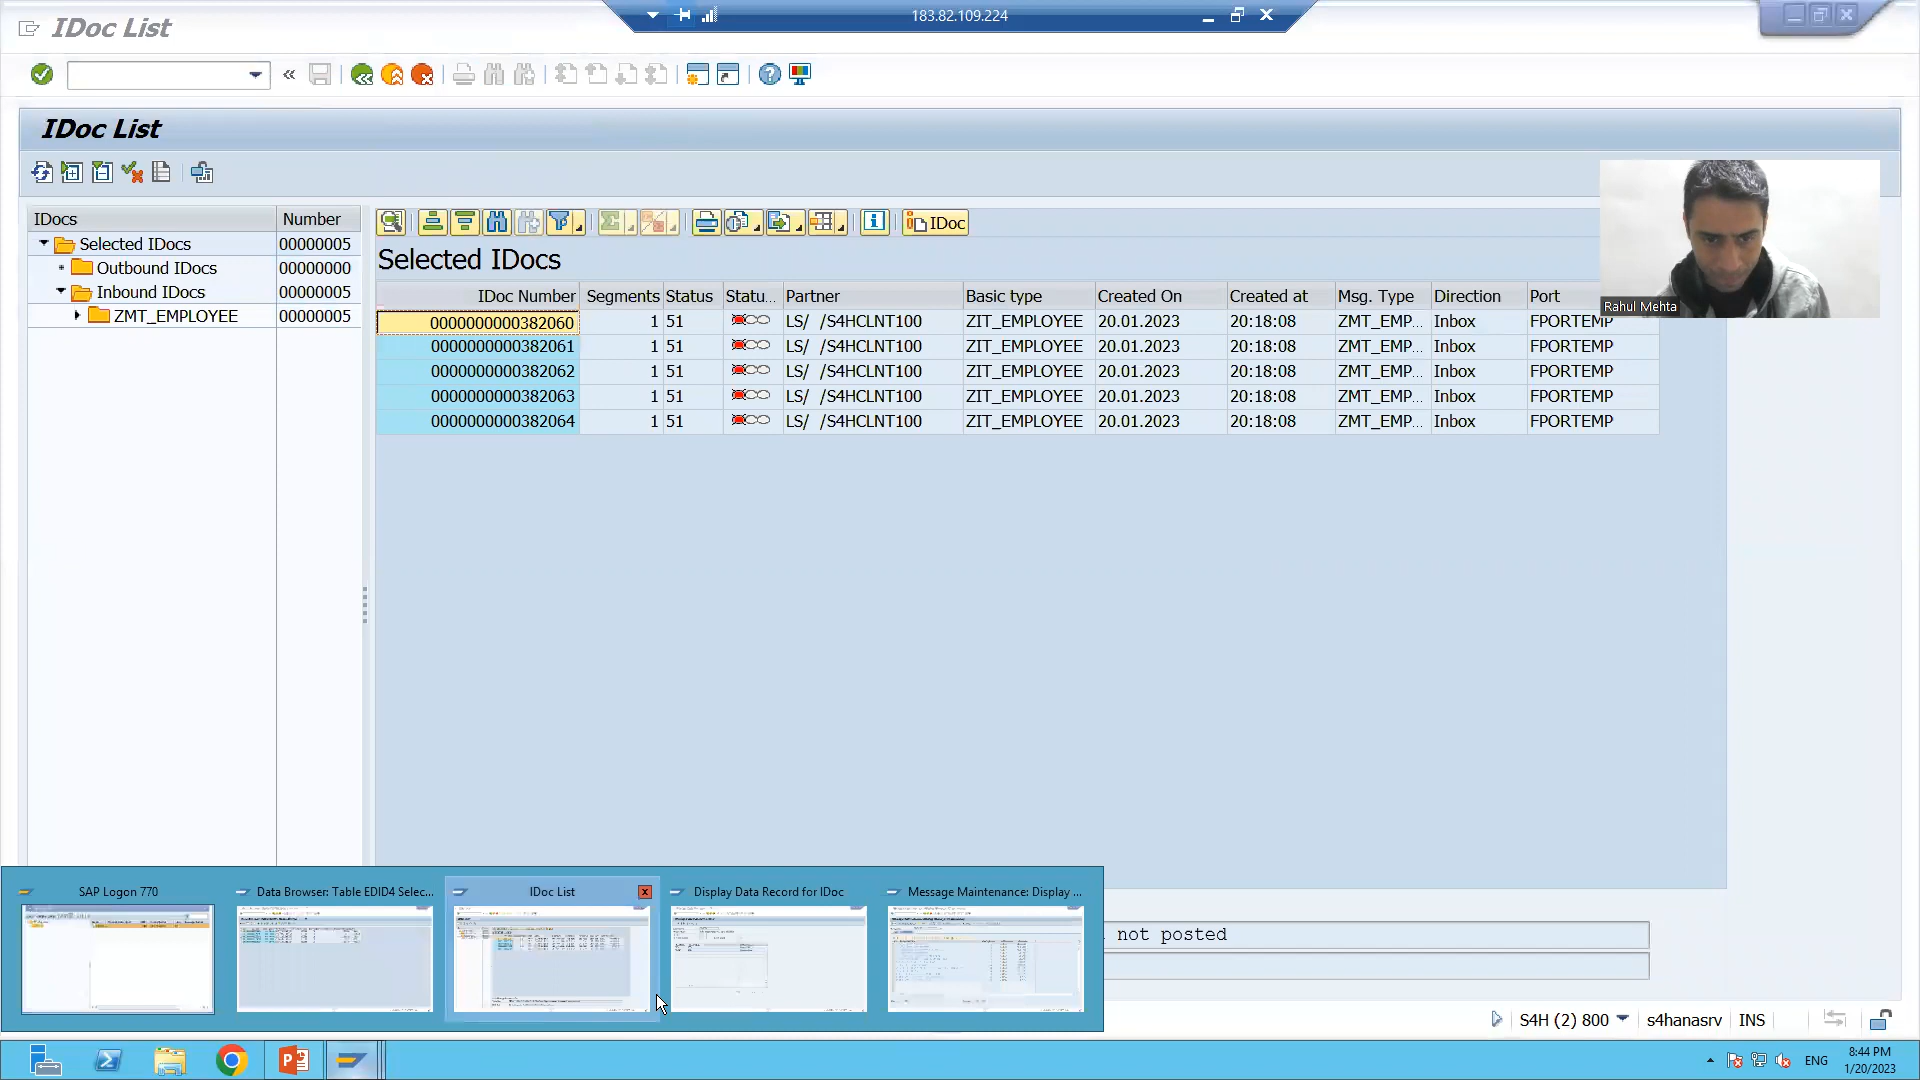 IDoc List
183.82.109.224
IDoc List
IDocs Number
Selected IDocs 00000005
Outbound IDocs 00000000
Inbound IDocs 00000005
ZMT_EMPLOYEE 00000005
IDoc
Selected IDocs
IDoc Number Segments Status Statu... Partner Basic type Created On Created at Msg. Type Direction Port
0000000000382060 1 51 LS/ /S4HCLNT100 ZIT_EMPLOYEE 20.01.2023 20:18:08 ZMT_EMP... Inbox FPORTEMP
0000000000382061 1 51 LS/ /S4HCLNT100 ZIT_EMPLOYEE 20.01.2023 20:18:08 ZMT_EMP... Inbox FPORTEMP
0000000000382062 1 51 LS/ /S4HCLNT100 ZIT_EMPLOYEE 20.01.2023 20:18:08 ZMT_EMP... Inbox FPORTEMP
0000000000382063 1 51 LS/ /S4HCLNT100 ZIT_EMPLOYEE 20.01.2023 20:18:08 ZMT_EMP... Inbox FPORTEMP
0000000000382064 1 51 LS/ /S4HCLNT100 ZIT_EMPLOYEE 20.01.2023 20:18:08 ZMT_EMP... Inbox FPORTEMP
Rahul Mehta
SAP Logon 770
Data Browser: Table EDID4 Selec...
IDoc List
Display Data Record for IDoc
Message Maintenance: Display ...
not posted
S4H (2) 800 s4hanasrv INS
ENG
8:44 PM
1/20/2023